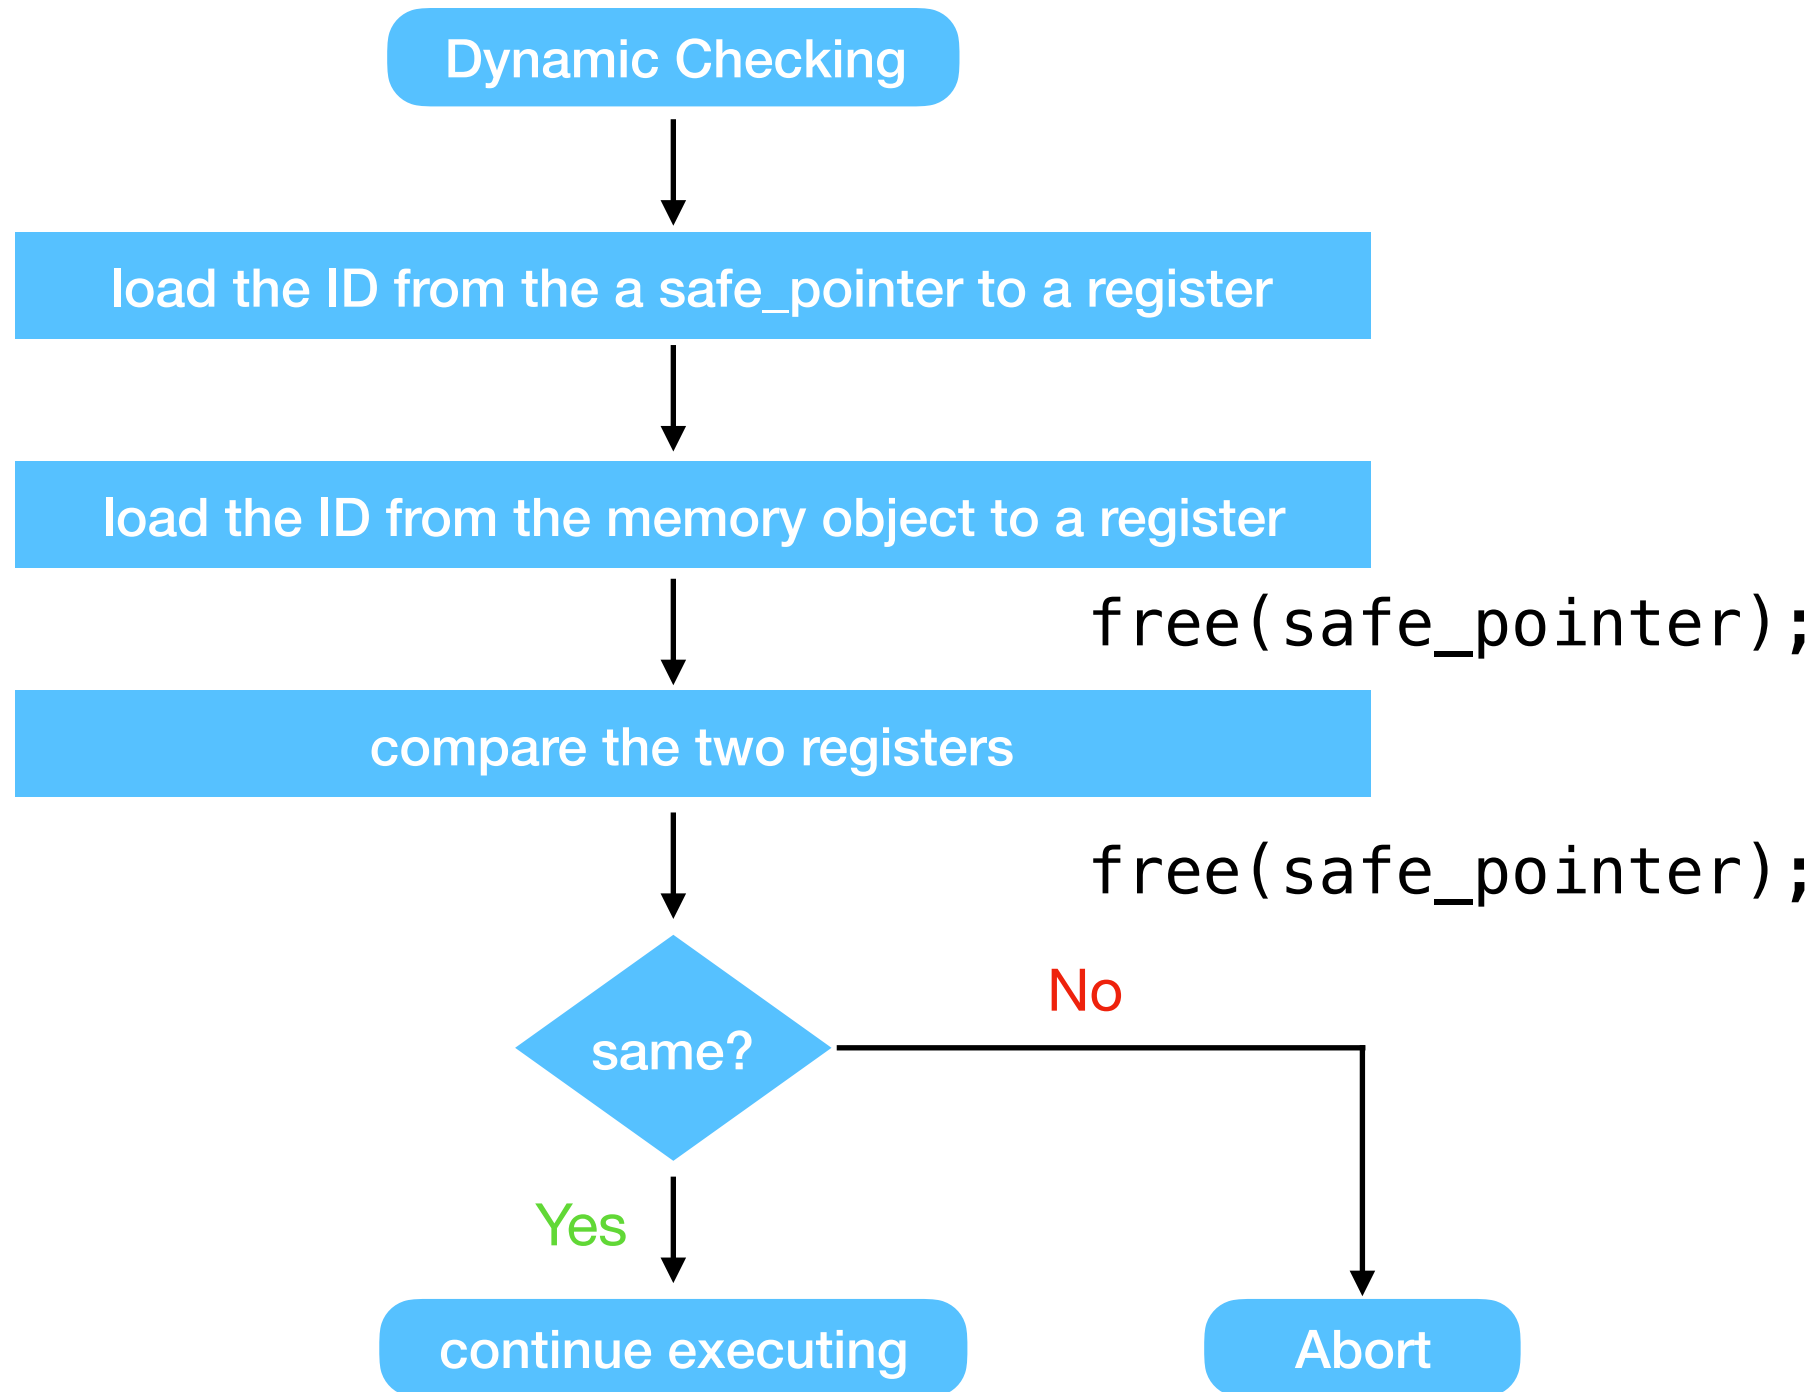 Dynamic Checking
load the ID from the a safe_pointer to a register
load the ID from the memory object to a register
free(safe_pointer);
compare the two registers
free(safe_pointer);
No
same?
Yes
continue executing
Abort